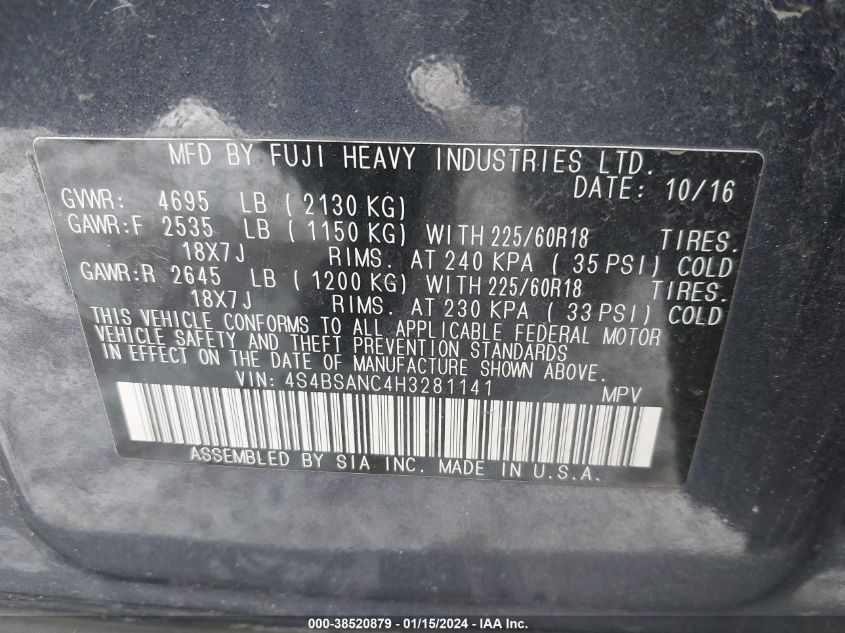 MFD BY FUJI HEAVY INDUSTRIES LTD.
DATE: 10/16
GVWR: 4695 LB ( 2130 KG)
GAWR:F 2535 LB ( 1150 KG) WITH 225/60R18 TIRES.
18X7J RIMS. AT 240 KPA ( 35 PSI) COLD
GAWR:R 2645 LB ( 1200 KG) WITH 225/60R18 TIRES.
18X7J RIMS. AT 230 KPA ( 33 PSI) COLD
THIS VEHICLE CONFORMS TO ALL APPLICABLE FEDERAL MOTOR
VEHICLE SAFETY AND THEFT PREVENTION STANDARDS
IN EFFECT ON THE DATE OF MANUFACTURE SHOWN ABOVE.
VIN: 4S4BSANC4H3281141 MPV
ASSEMBLED BY SIA INC. MADE IN U.S.A.
000-38520879 - 01/15/2024 - IAA Inc.